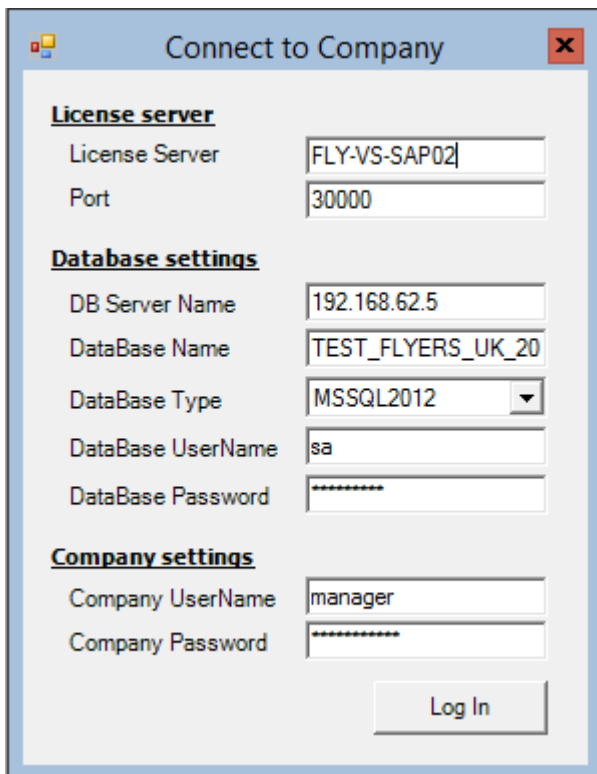 Connect to Company
License server
License Server FLY-VS-SAP02
Port 30000
Database settings
DB Server Name 192.168.62.5
DataBase Name TEST_FLYERS_UK_20
DataBase Type MSSQL2012
DataBase UserName sa
DataBase Password *********
Company settings
Company UserName manager
Company Password ***********
Log In